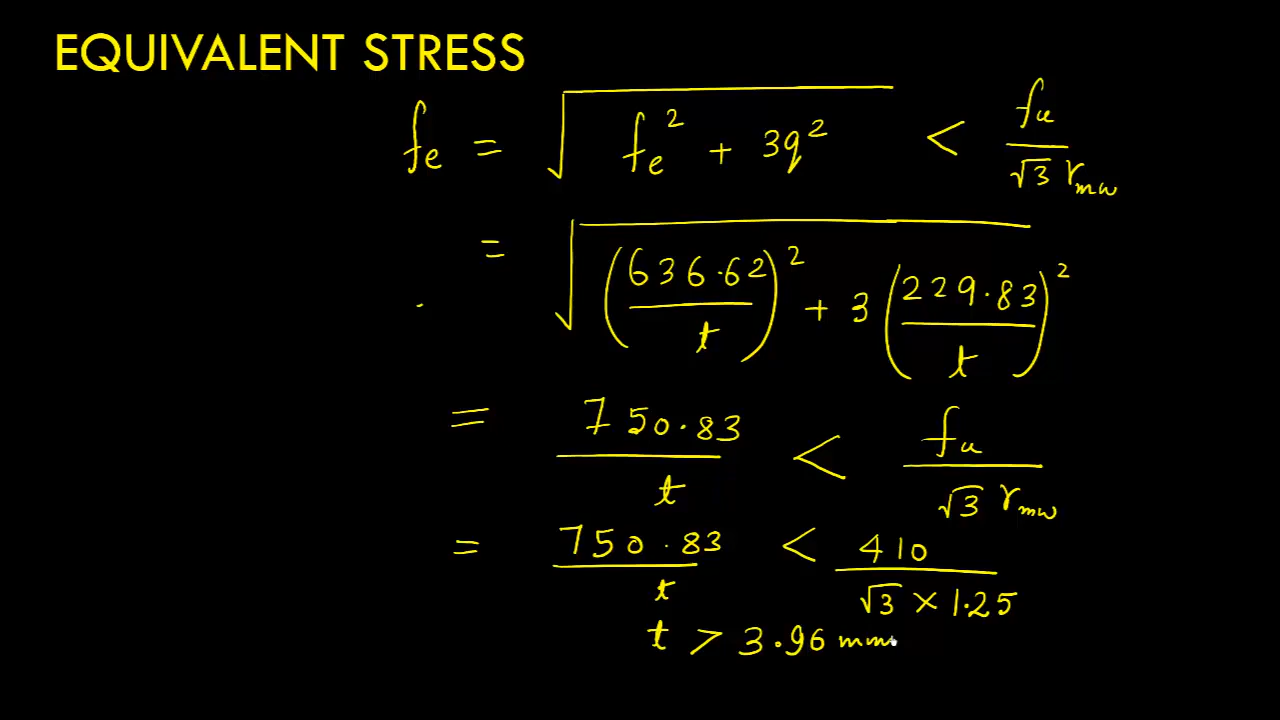 EQUIVALENT STRESS
fe = √(fe² + 3q²) < fu / (√3 γmw)
= √((636.62 / t)² + 3(229.83 / t)²)
= 750.83 / t < fu / (√3 γmw)
= 750.83 / t < 410 / (√3 × 1.25)
t > 3.96 mm